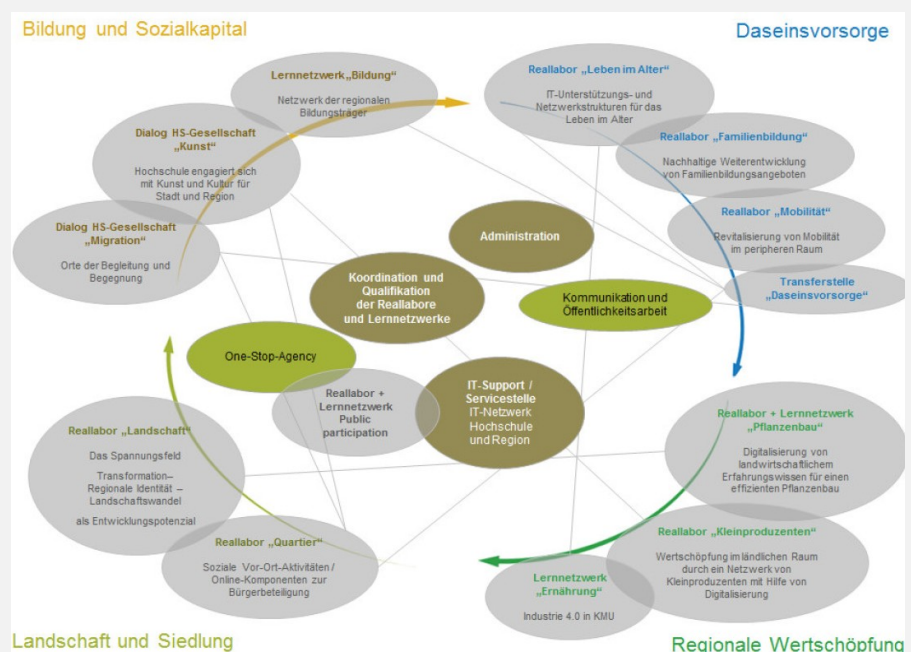 Bildung und Sozialkapital
Daseinsvorsorge
Lernnetzwerk „Bildung“
Netzwerk der regionalen
Bildungsträger
Dialog HS-Gesellschaft
„Kunst“
Hochschule engagiert sich
mit Kunst und Kultur für
Stadt und Region
Dialog HS-Gesellschaft
„Migration“
Orte der Begleitung und
Begegnung
Reallabor „Leben im Alter“
IT-Unterstützungs- und
Netzwerkstrukturen für das
Leben im Alter
Reallabor „Familienbildung“
Nachhaltige Weiterentwicklung
von Familienbildungsangeboten
Reallabor „Mobilität“
Revitalisierung von Mobilität
im peripheren Raum
Transferstelle
„Daseinsvorsorge“
Administration
Koordination und
Qualifikation
der Reallabore
und Lernnetzwerke
Kommunikation und
Öffentlichkeitsarbeit
One-Stop-Agency
Reallabor +
Lernnetzwerk
Public
participation
IT-Support /
Servicestelle
IT-Netzwerk
Hochschule
und Region
Reallabor „Landschaft“
Das Spannungsfeld
Transformation–
Regionale Identität –
Landschaftswandel
als Entwicklungspotenzial
Reallabor „Quartier“
Soziale Vor-Ort-Aktivitäten /
Online-Komponenten zur
Bürgerbeteiligung
Reallabor + Lernnetzwerk
„Pflanzenbau“
Digitalisierung von
landwirtschaftlichem
Erfahrungswissen für einen
effizienten Pflanzenbau
Reallabor „Kleinproduzenten“
Wertschöpfung im ländlichen Raum
durch ein Netzwerk von
Kleinproduzenten mit Hilfe von
Digitalisierung
Lernnetzwerk
„Ernährung“
Industrie 4.0 in KMU
Landschaft und Siedlung
Regionale Wertschöpfung